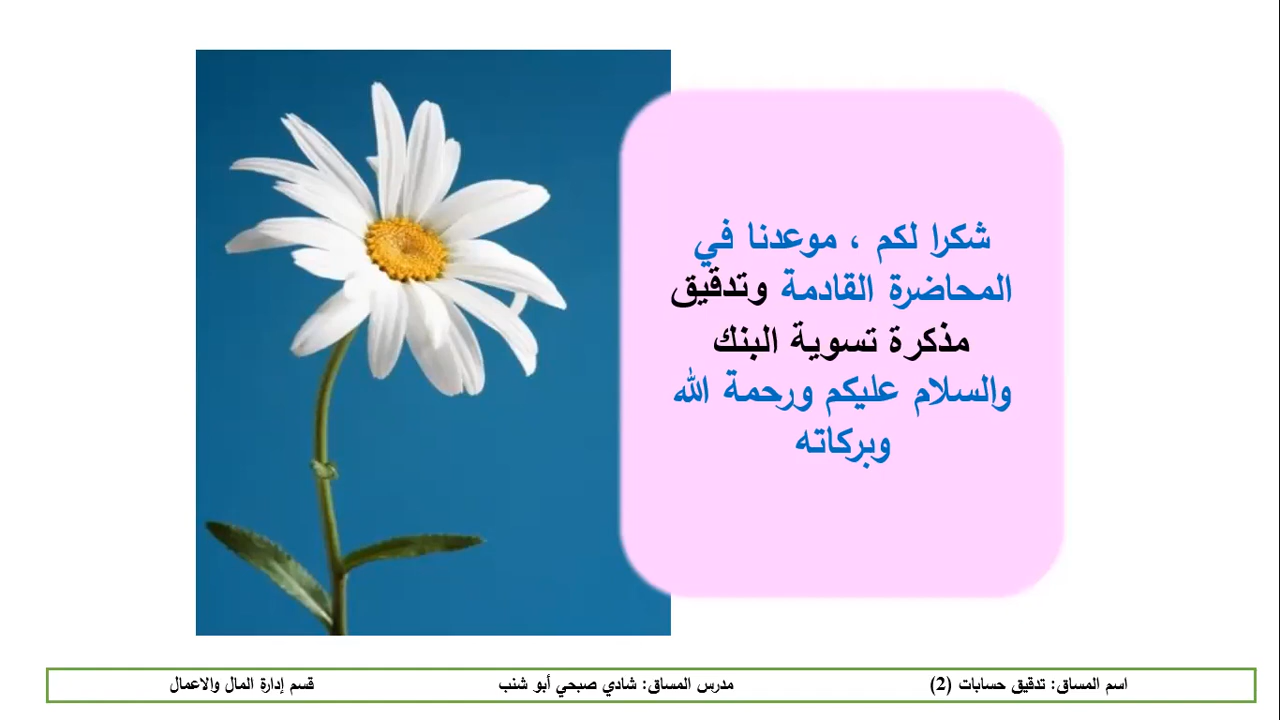 شكرا لكم ، موعدنا في
المحاضرة القادمة وتدقيق
مذكرة تسوية البنك
والسلام عليكم ورحمة الله
وبركاته
اسم المساق: تدقيق حسابات (2)
مدرس المساق: شادي صبحي أبو شنب
قسم إدارة المال والاعمال